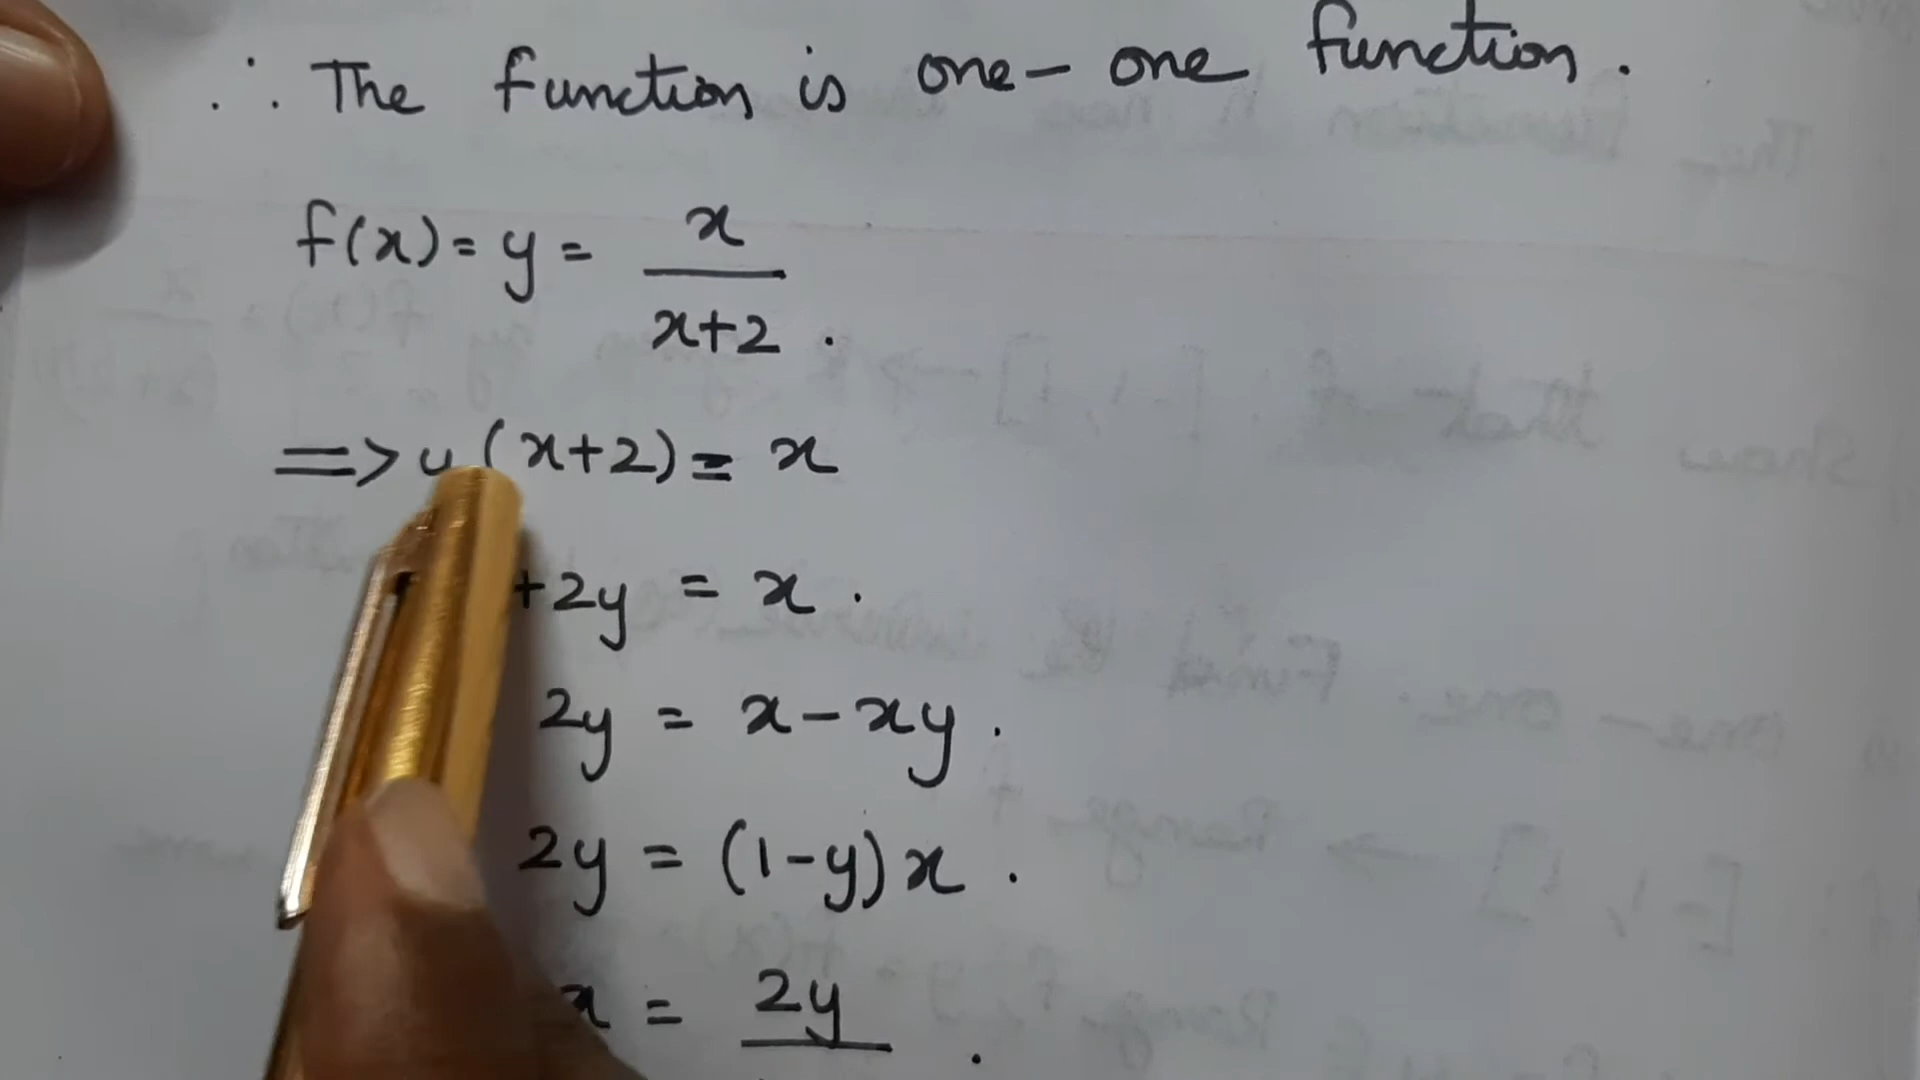 ∴ The function is one-one function.
f(x) = y = x / x+2 .
=> y(x+2) = x
+2y = x .
2y = x - xy .
2y = (1-y)x .
x = 2y .